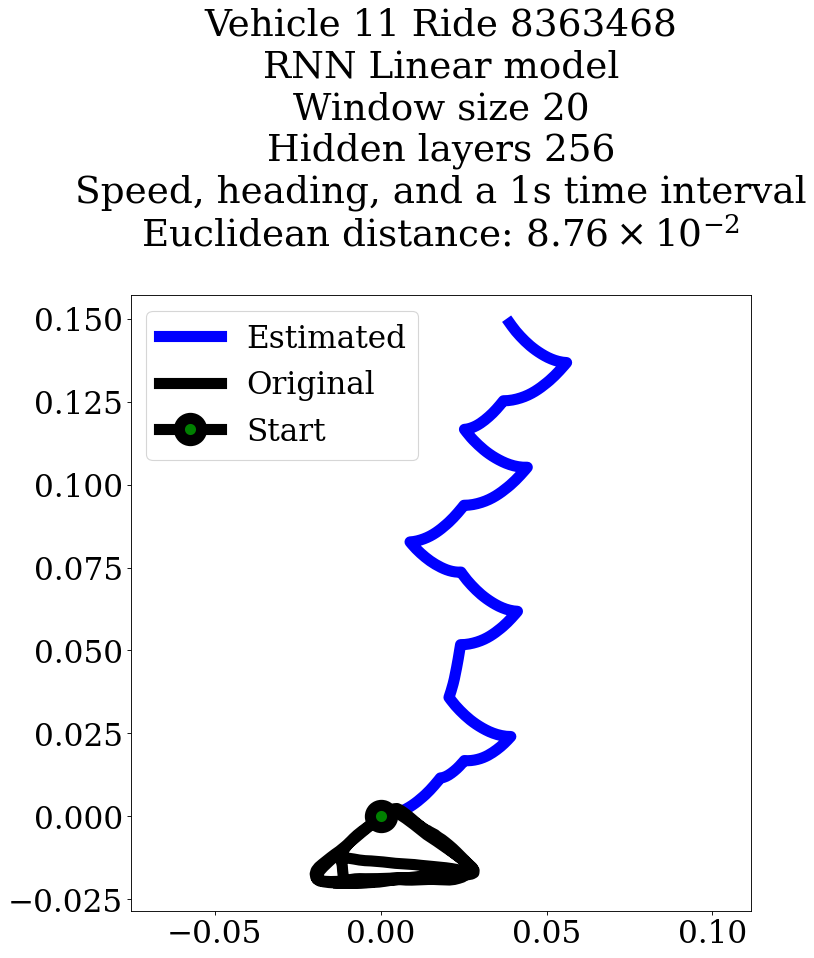 Vehicle 11 Ride 8363468
RNN Linear model
Window size 20
Hidden layers 256
Speed, heading, and a 1s time interval
Euclidean distance: 8.76 × 10⁻²
Estimated
Original
Start
0.150
0.125
0.100
0.075
0.050
0.025
0.000
−0.025
−0.05
0.00
0.05
0.10